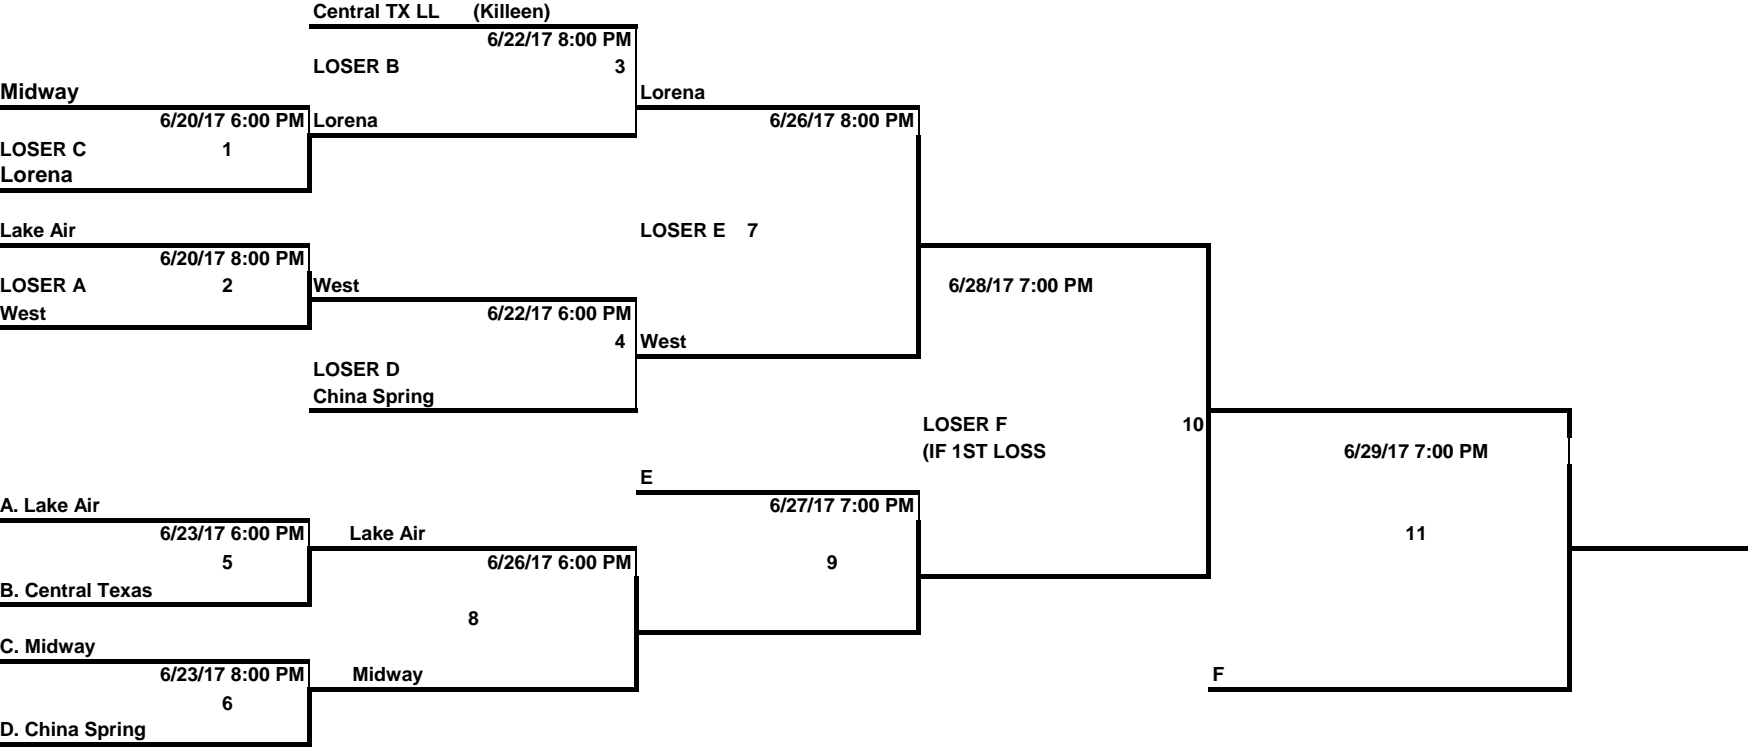 Central TX LL (Killeen)
6/22/17 8:00 PM
LOSER B 3
Midway
Lorena
6/20/17 6:00 PM
Lorena
6/26/17 8:00 PM
LOSER C 1
Lorena
Lake Air
LOSER E 7
6/20/17 8:00 PM
LOSER A 2
West
6/28/17 7:00 PM
West
6/22/17 6:00 PM
4
West
LOSER D
China Spring
LOSER F 10
(IF 1ST LOSS
6/29/17 7:00 PM
E
A. Lake Air
6/27/17 7:00 PM
6/23/17 6:00 PM
Lake Air
11
5
6/26/17 6:00 PM
9
B. Central Texas
8
C. Midway
6/23/17 8:00 PM
Midway
F
6
D. China Spring